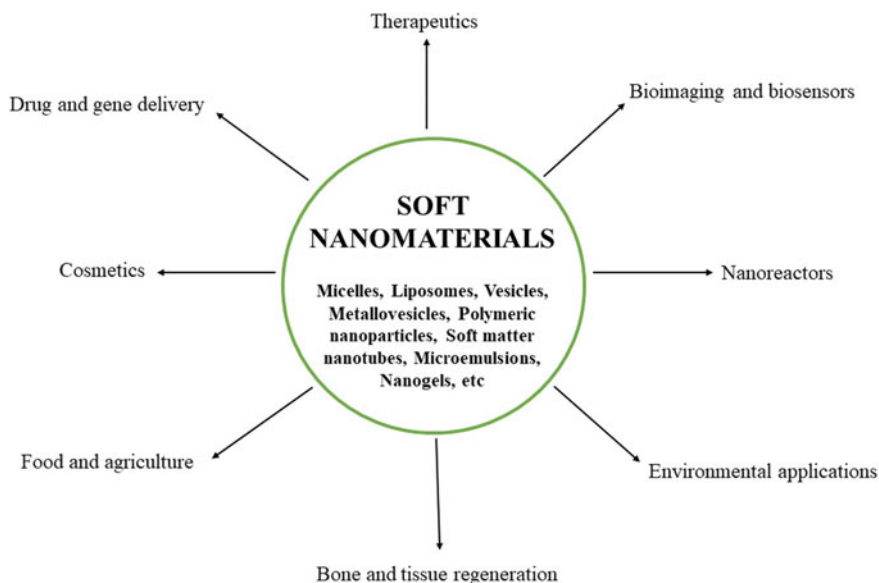 Therapeutics
Drug and gene delivery
Bioimaging and biosensors
SOFT
NANOMATERIALS
Cosmetics
Nanoreactors
Micelles, Liposomes, Vesicles,
Metallovesicles, Polymeric
nanoparticles, Soft matter
nanotubes, Microemulsions,
Nanogels, etc
Food and agriculture
Environmental applications
Bone and tissue regeneration